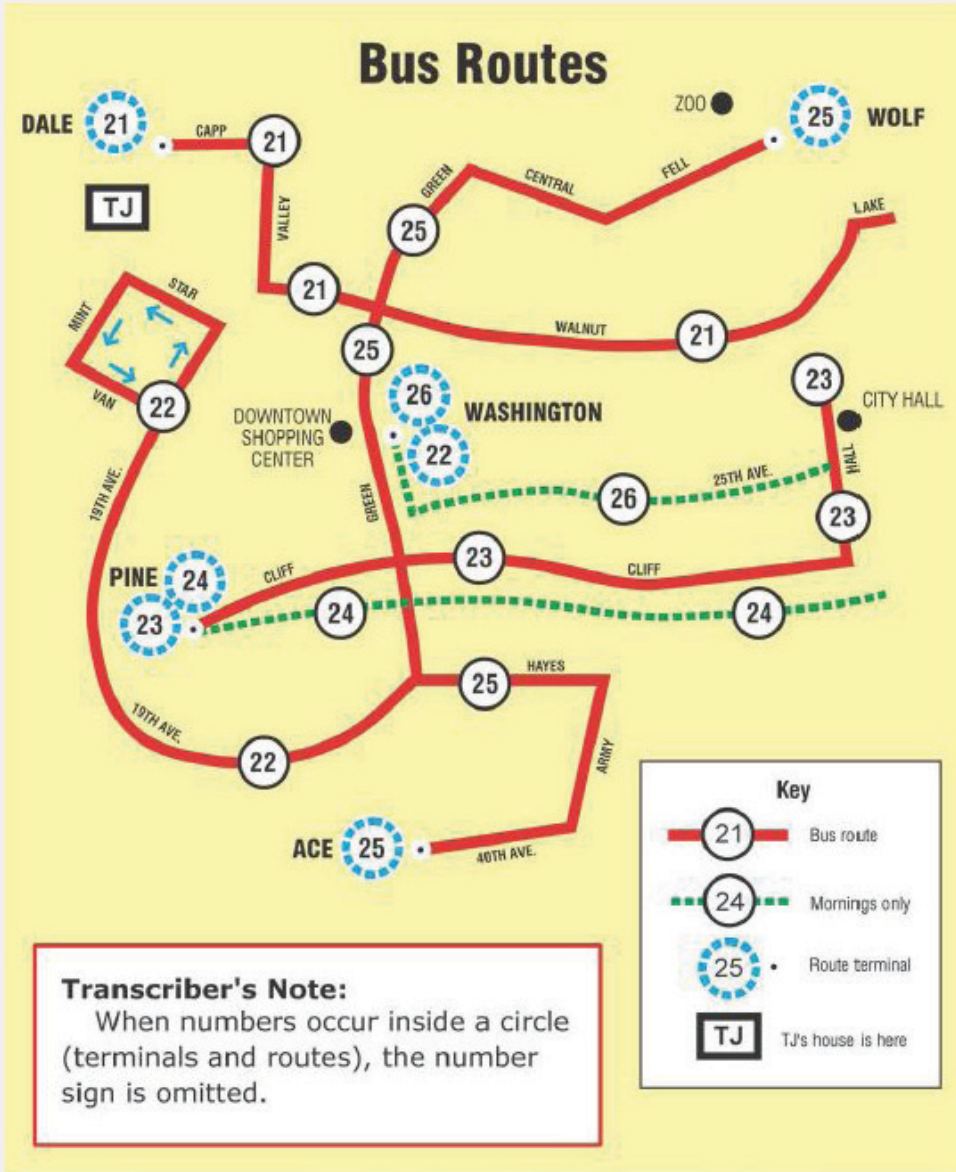 Bus Routes
DALE
21
CAPP
21
ZOO
25
WOLF
TJ
VALLEY
GREEN
CENTRAL
FELL
25
LAKE
21
STAR
MINT
WALNUT
21
25
VAN
22
23
26
WASHINGTON
CITY HALL
DOWNTOWN
SHOPPING
CENTER
22
HALL
19TH AVE.
GREEN
25TH AVE.
26
23
PINE
24
CLIFF
23
CLIFF
23
24
24
HAYES
25
19TH AVE.
22
ARMY
ACE
25
40TH AVE.
Key
21
Bus route
24
Mornings only
25
Route terminal
TJ
TJ's house is here
Transcriber's Note:
When numbers occur inside a circle
(terminals and routes), the number
sign is omitted.